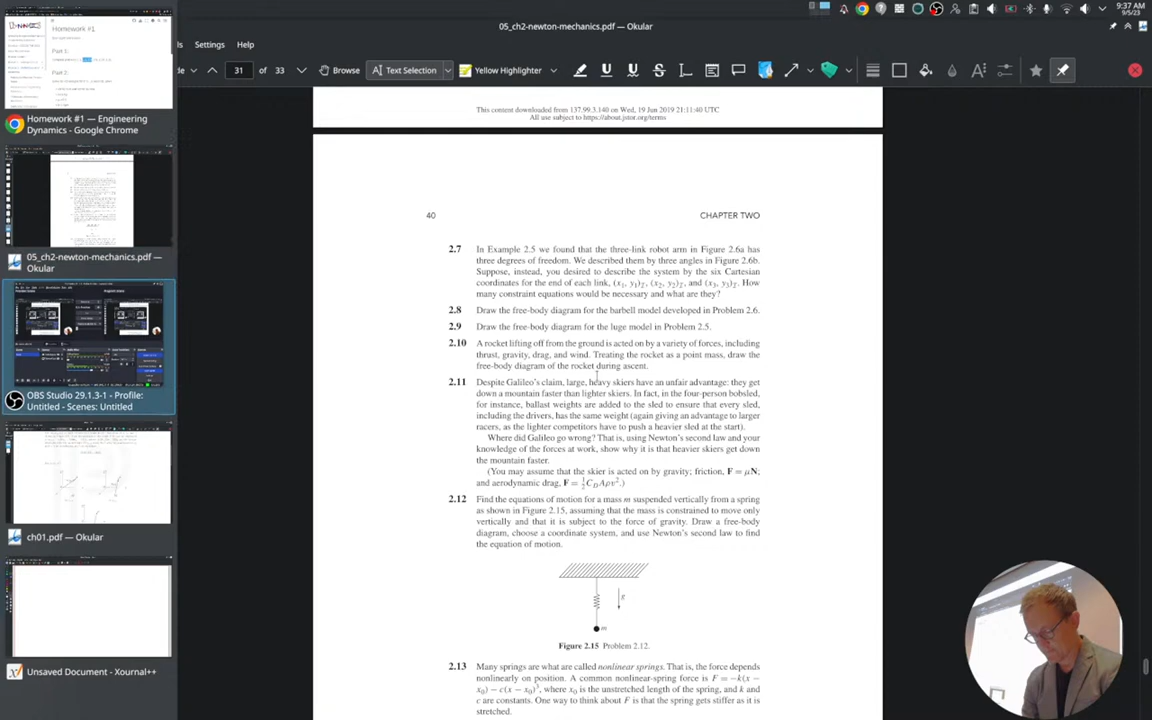 9:37 AM
9/5/23
05_ch2-newton-mechanics.pdf — Okular
Settings Help
31 of 33 Browse Text Selection Yellow Highlighter
Homework #1
Part 1:
Part 2
Homework #1 — Engineering
Dynamics - Google Chrome
05_ch2-newton-mechanics.pdf —
Okular
OBS Studio 29.1.3-1 - Profile:
Untitled - Scenes: Untitled
ch01.pdf — Okular
Unsaved Document - Xournal++
This content downloaded from 137.99.3.140 on Wed, 19 Jun 2019 21:11:40 UTC
All use subject to https://about.jstor.org/terms
40 CHAPTER TWO
2.7 In Example 2.5 we found that the three-link robot arm in Figure 2.6a has
three degrees of freedom. We described them by three angles in Figure 2.6b.
Suppose, instead, you desired to describe the system by the six Cartesian
coordinates for the end of each link, (x1, y1)I, (x2, y2)I, and (x3, y3)I. How
many constraint equations would be necessary and what are they?
2.8 Draw the free-body diagram for the barbell model developed in Problem 2.6.
2.9 Draw the free-body diagram for the luge model in Problem 2.5.
2.10 A rocket lifting off from the ground is acted on by a variety of forces, including
thrust, gravity, drag, and wind. Treating the rocket as a point mass, draw the
free-body diagram of the rocket during ascent.
2.11 Despite Galileo's claim, large, heavy skiers have an unfair advantage: they get
down a mountain faster than lighter skiers. In fact, in the four-person bobsled,
for instance, ballast weights are added to the sled to ensure that every sled,
including the drivers, has the same weight (again giving an advantage to larger
racers, as the lighter competitors have to push a heavier sled at the start).
Where did Galileo go wrong? That is, using Newton's second law and your
knowledge of the forces at work, show why it is that heavier skiers get down
the mountain faster.
(You may assume that the skier is acted on by gravity; friction, F = μN;
and aerodynamic drag, F = ½CDAρv².)
2.12 Find the equations of motion for a mass m suspended vertically from a spring
as shown in Figure 2.15, assuming that the mass is constrained to move only
vertically and that it is subject to the force of gravity. Draw a free-body
diagram, choose a coordinate system, and use Newton's second law to find
the equation of motion.
g
m
Figure 2.15 Problem 2.12.
2.13 Many springs are what are called nonlinear springs. That is, the force depends
nonlinearly on position. A common nonlinear-spring force is F = −k(x −
x0) − c(x − x0)³, where x0 is the unstretched length of the spring, and k and
c are constants. One way to think about F is that the spring gets stiffer as it is
stretched.